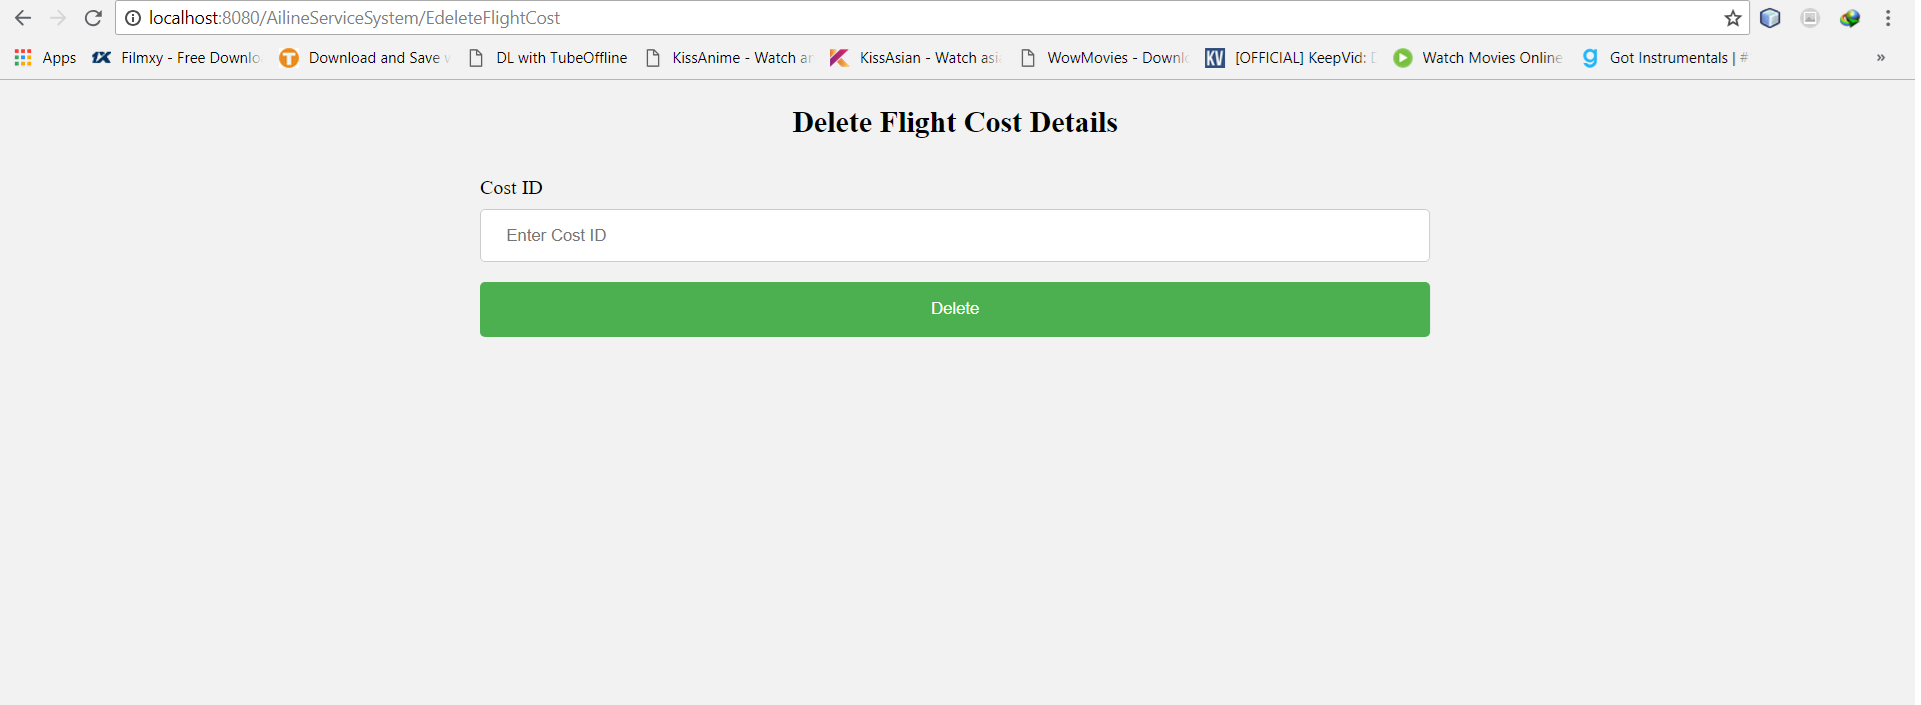 localhost:8080/AilineServiceSystem/EdeleteFlightCost
Apps Filmxy - Free Downlo Download and Save DL with TubeOffline KissAnime - Watch ar KissAsian - Watch asi WowMovies - Downl KV [OFFICIAL] KeepVid: Watch Movies Online Got Instrumentals | # »
Delete Flight Cost Details
Cost ID
Enter Cost ID
Delete